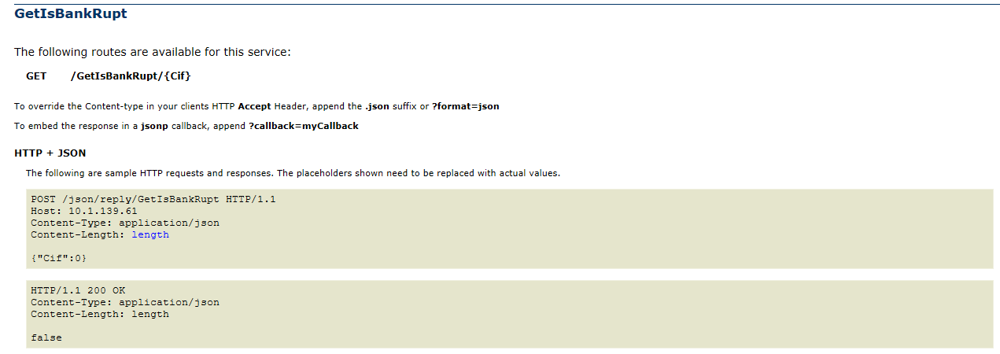 GetIsBankRupt
The following routes are available for this service:
GET /GetIsBankRupt/{Cif}
To override the Content-type in your clients HTTP Accept Header, append the .json suffix or ?format=json
To embed the response in a jsonp callback, append ?callback=myCallback
HTTP + JSON
The following are sample HTTP requests and responses. The placeholders shown need to be replaced with actual values.
POST /json/reply/GetIsBankRupt HTTP/1.1
Host: 10.1.139.61
Content-Type: application/json
Content-Length: length
{"Cif":0}
HTTP/1.1 200 OK
Content-Type: application/json
Content-Length: length
false